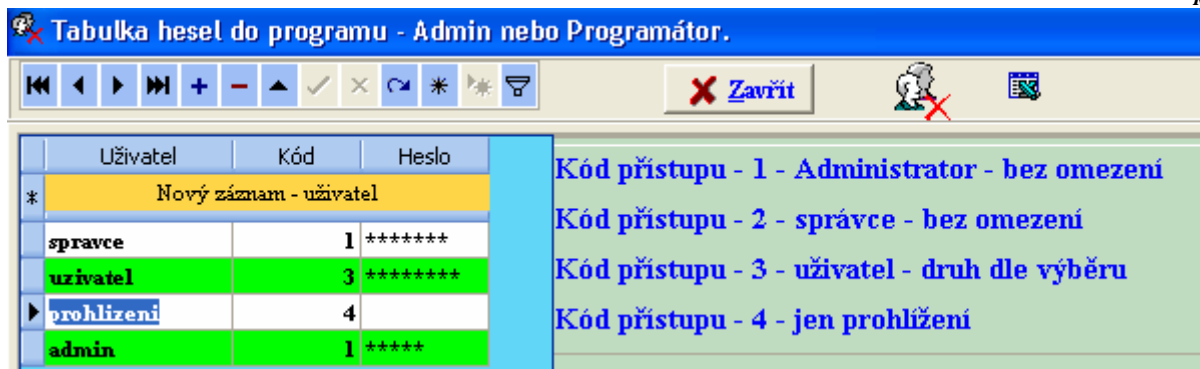 Tabulka hesel do programu - Admin nebo Programátor.
Zavřít
Uživatel Kód Heslo
* Nový záznam - uživatel
spravce 1 *******
uzivatel 3 ********
prohlizeni 4
admin 1 *****
Kód přístupu - 1 - Administrator - bez omezení
Kód přístupu - 2 - správce - bez omezení
Kód přístupu - 3 - uživatel - druh dle výběru
Kód přístupu - 4 - jen prohlížení